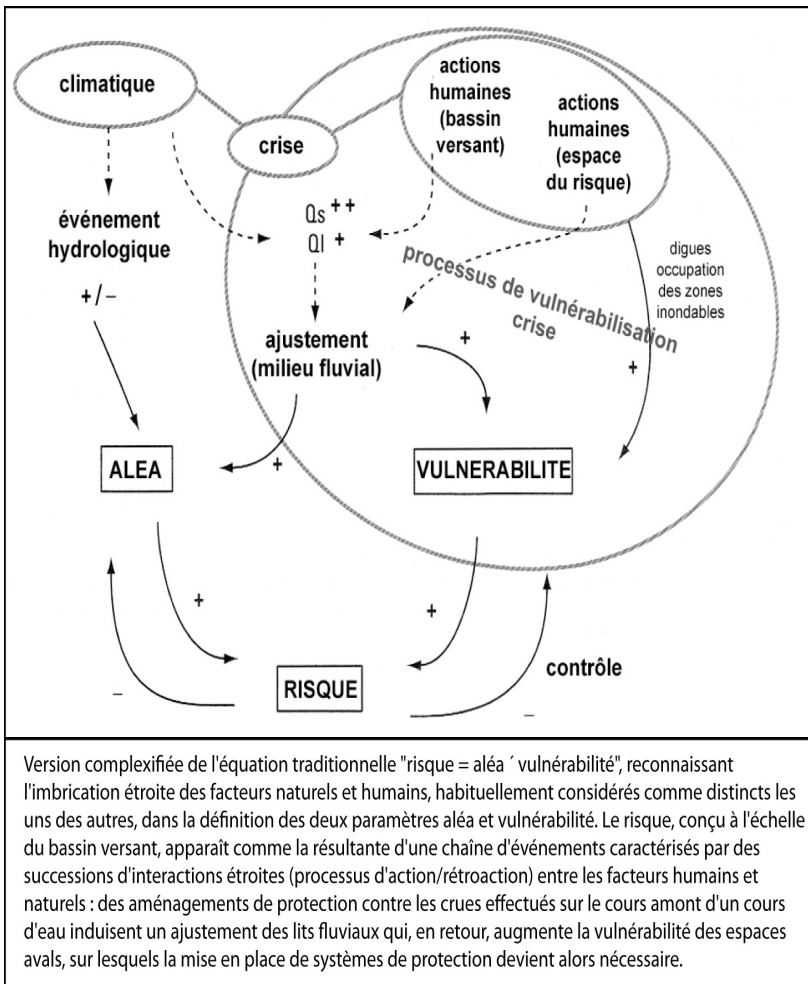 climatique
crise
actions
humaines
(bassin
versant)
actions
humaines
(espace
du risque)
événement
hydrologique
+/−
Qs ++
Ql +
processus de vulnérabilisation
crise
digues
occupation
des zones
inondables
ajustement
(milieu fluvial)
+
+
+
ALEA
VULNERABILITE
+
+
contrôle
RISQUE
−
−
Version complexifiée de l'équation traditionnelle "risque = aléa ´ vulnérabilité", reconnaissant
l'imbrication étroite des facteurs naturels et humains, habituellement considérés comme distincts les
uns des autres, dans la définition des deux paramètres aléa et vulnérabilité. Le risque, conçu à l'échelle
du bassin versant, apparaît comme la résultante d'une chaîne d'événements caractérisés par des
successions d'interactions étroites (processus d'action/rétroaction) entre les facteurs humains et
naturels : des aménagements de protection contre les crues effectués sur le cours amont d'un cours
d'eau induisent un ajustement des lits fluviaux qui, en retour, augmente la vulnérabilité des espaces
avals, sur lesquels la mise en place de systèmes de protection devient alors nécessaire.